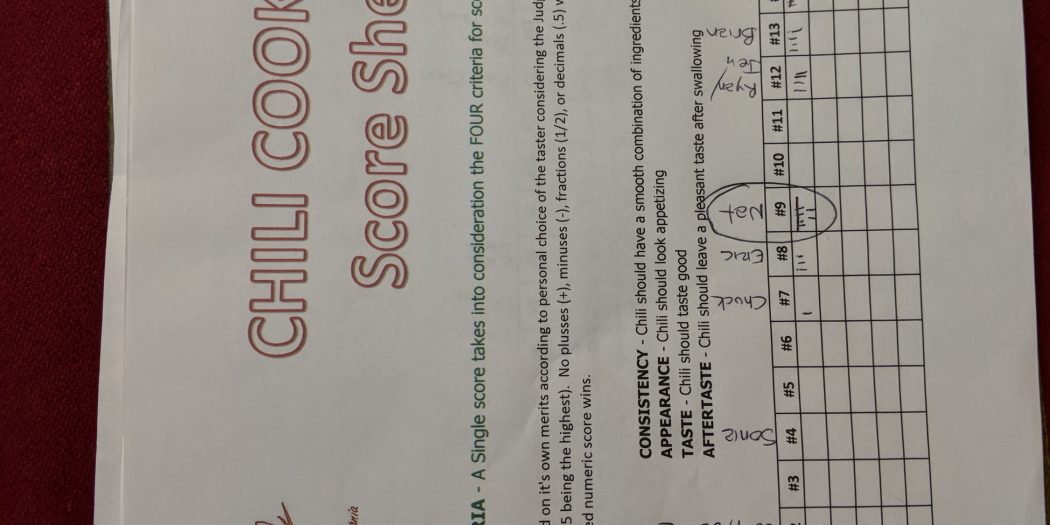 CHILI COOK
Score She
RIA - A Single score takes into consideration the FOUR criteria for sc
d on it's own merits according to personal choice of the taster considering the Jud
5 being the highest). No plusses (+), minuses (-), fractions (1/2), or decimals (.5) w
ed numeric score wins.
CONSISTENCY - Chili should have a smooth combination of ingredients
APPEARANCE - Chili should look appetizing
TASTE - Chili should taste good
AFTERTASTE - Chili should leave a pleasant taste after swallowing
Sonie Chuck Eric Nat Ryan/ Jen Brian
#3 #4 #5 #6 #7 #8 #9 #10 #11 #12 #13